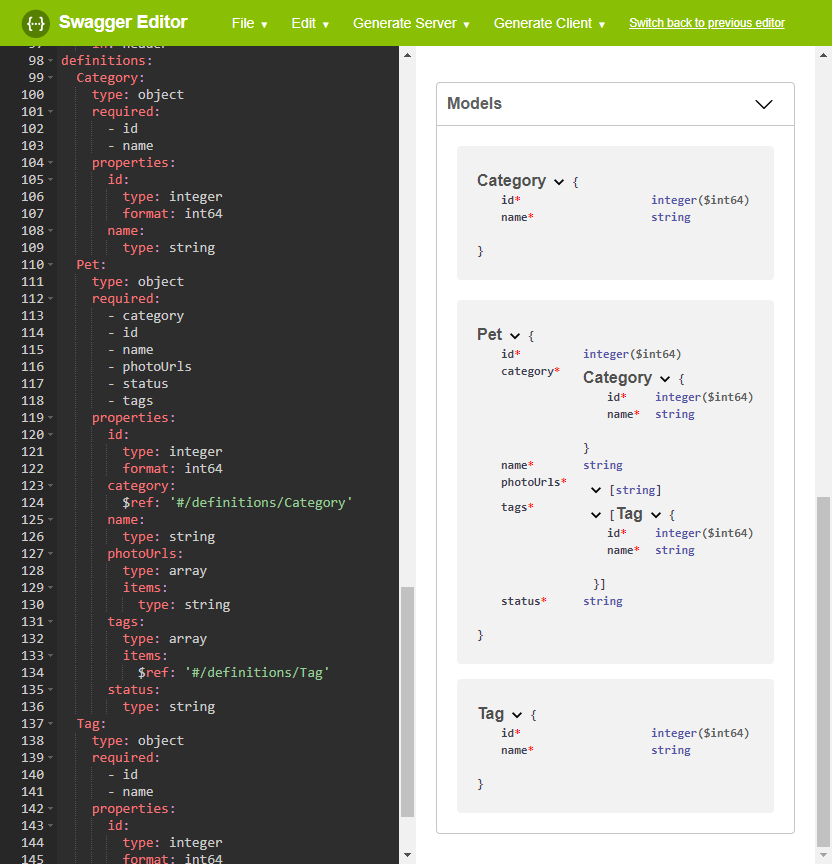 {···} Swagger Editor File ▾ Edit ▾ Generate Server ▾ Generate Client ▾ Switch back to previous editor
98 definitions:
99 Category:
100 type: object
101 required:
102 - id
103 - name
104 properties:
105 id:
106 type: integer
107 format: int64
108 name:
109 type: string
110 Pet:
111 type: object
112 required:
113 - category
114 - id
115 - name
116 - photoUrls
117 - status
118 - tags
119 properties:
120 id:
121 type: integer
122 format: int64
123 category:
124 $ref: '#/definitions/Category'
125 name:
126 type: string
127 photoUrls:
128 type: array
129 items:
130 type: string
131 tags:
132 type: array
133 items:
134 $ref: '#/definitions/Tag'
135 status:
136 type: string
137 Tag:
138 type: object
139 required:
140 - id
141 - name
142 properties:
143 id:
144 type: integer
145 format: int64
Models
Category {
id* integer($int64)
name* string
}
Pet {
id* integer($int64)
category* Category {
id* integer($int64)
name* string
}
name* string
photoUrls* [string]
tags* [Tag {
id* integer($int64)
name* string
}]
status* string
}
Tag {
id* integer($int64)
name* string
}